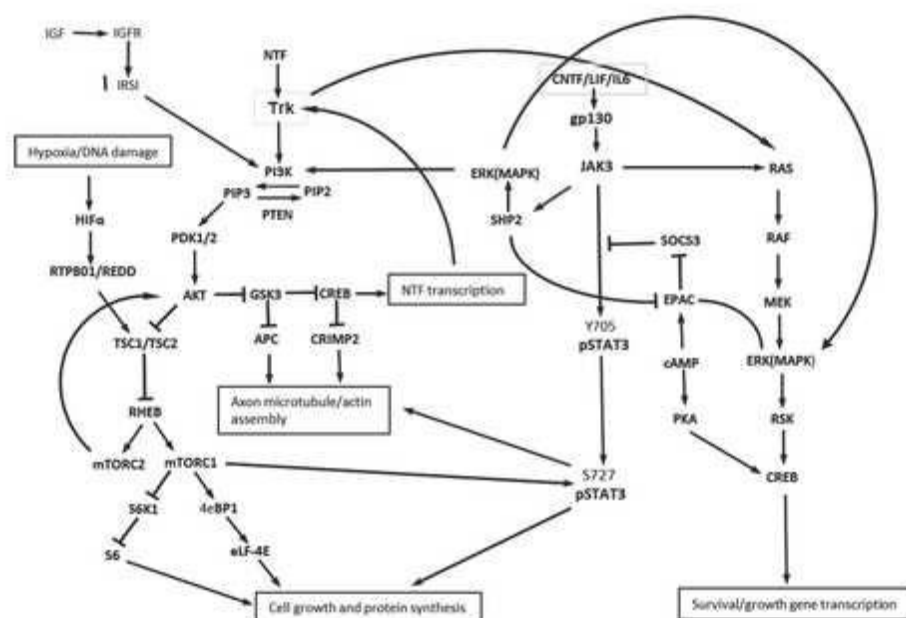 IGF
IGFR
IRSI
NTF
Trk
CNTF/LIF/IL6
gp130
Hypoxia/DNA damage
PI3K
ERK(MAPK)
JAK3
RAS
PIP3
PIP2
PTEN
HIFα
SHP2
PDK1/2
SOCS3
RAF
RTPB01/REDD
AKT
GSK3
CREB
NTF transcription
EPAC
MEK
TSC1/TSC2
APC
CRIMP2
Y705
pSTAT3
cAMP
ERK(MAPK)
Axon microtubule/actin
assembly
RHEB
PKA
RSK
mTORC2
mTORC1
S727
pSTAT3
CREB
S6K1
4eBP1
S6
eLF-4E
Cell growth and protein synthesis
Survival/growth gene transcription